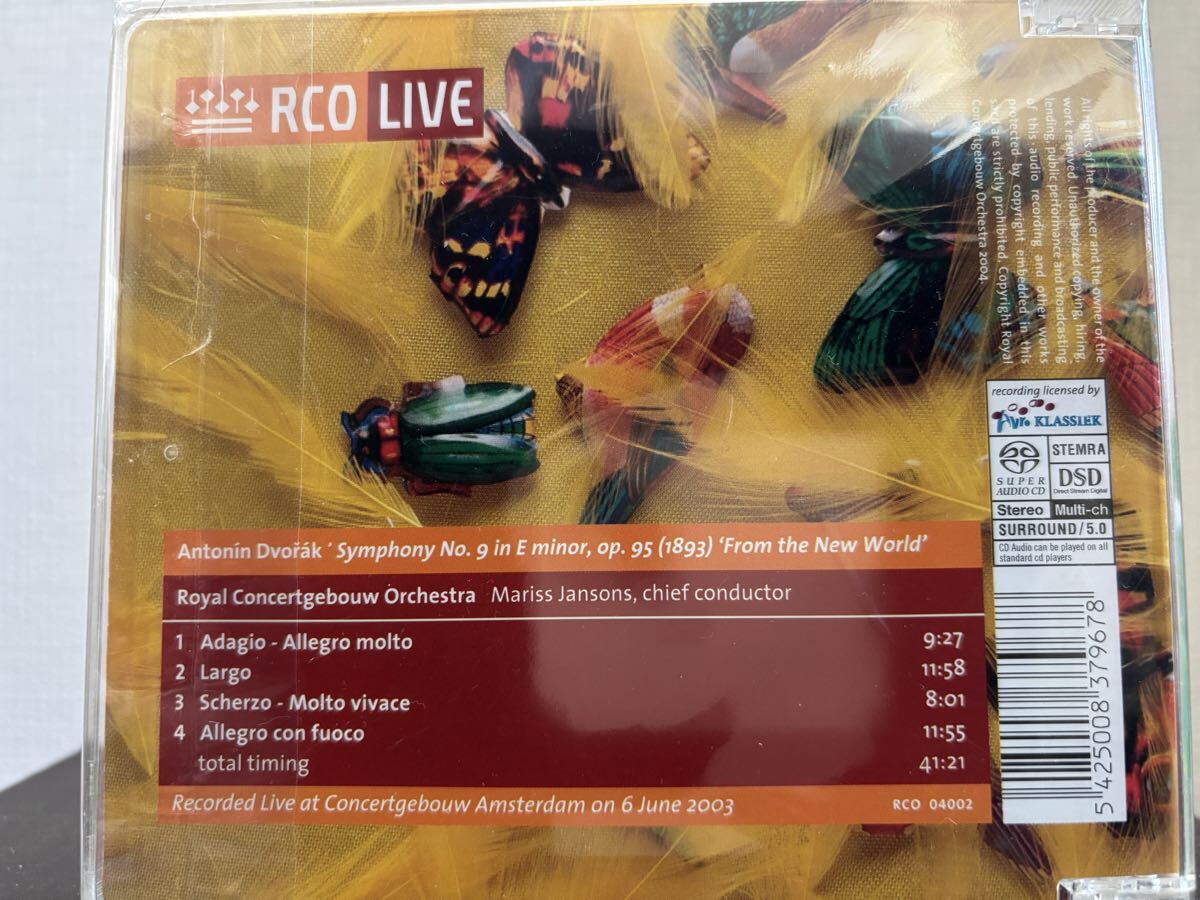 RCO LIVE
All rights of the producer and the owner of the
work reserved. Unauthorized copying, hiring,
lending, public performance and broadcasting
of this audio recording and other works
protected by copyright embedded in this
sacd are strictly prohibited. Copyright Royal
Concertgebouw Orchestra 2004.
recording licensed by
Avro KLASSIEK
SUPER AUDIO CD
STEMRA
DSD
Direct Stream Digital
Stereo Multi-ch
SURROUND/5.0
CD Audio can be played on all
standard cd players
5 425008 379678
Antonín Dvořák * Symphony No. 9 in E minor, op. 95 (1893) ‘From the New World’
Royal Concertgebouw Orchestra Mariss Jansons, chief conductor
1 Adagio - Allegro molto 9:27
2 Largo 11:58
3 Scherzo - Molto vivace 8:01
4 Allegro con fuoco 11:55
total timing 41:21
Recorded Live at Concertgebouw Amsterdam on 6 June 2003 RCO 04002